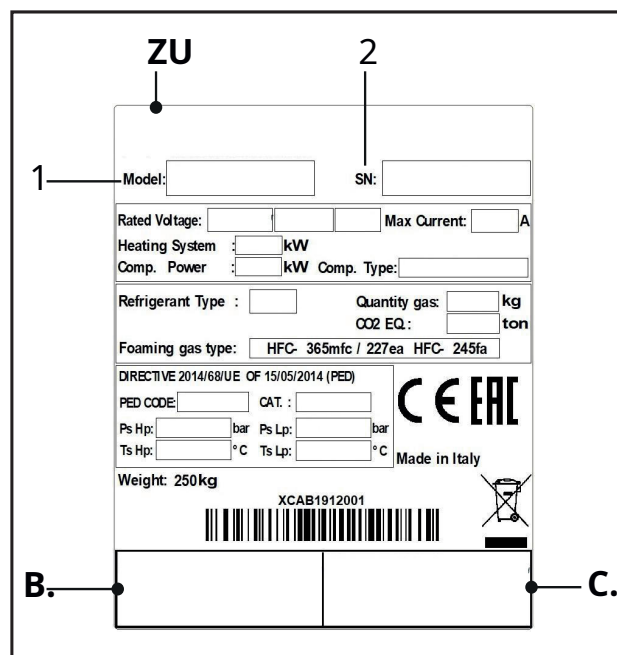 ZU 2
1 Model: SN:
Rated Voltage: Max Current: A
Heating System : kW
Comp. Power : kW Comp. Type:
Refrigerant Type : Quantity gas: kg
CO2 EQ.: ton
Foaming gas type: HFC- 365mfc / 227ea HFC- 245fa
DIRECTIVE 2014/68/UE OF 15/05/2014 (PED)
PED CODE: CAT. :
Ps Hp: bar Ps Lp: bar
Ts Hp: °C Ts Lp: °C
CE EAC
Made in Italy
Weight: 250kg
XCAB1912001
B. C.